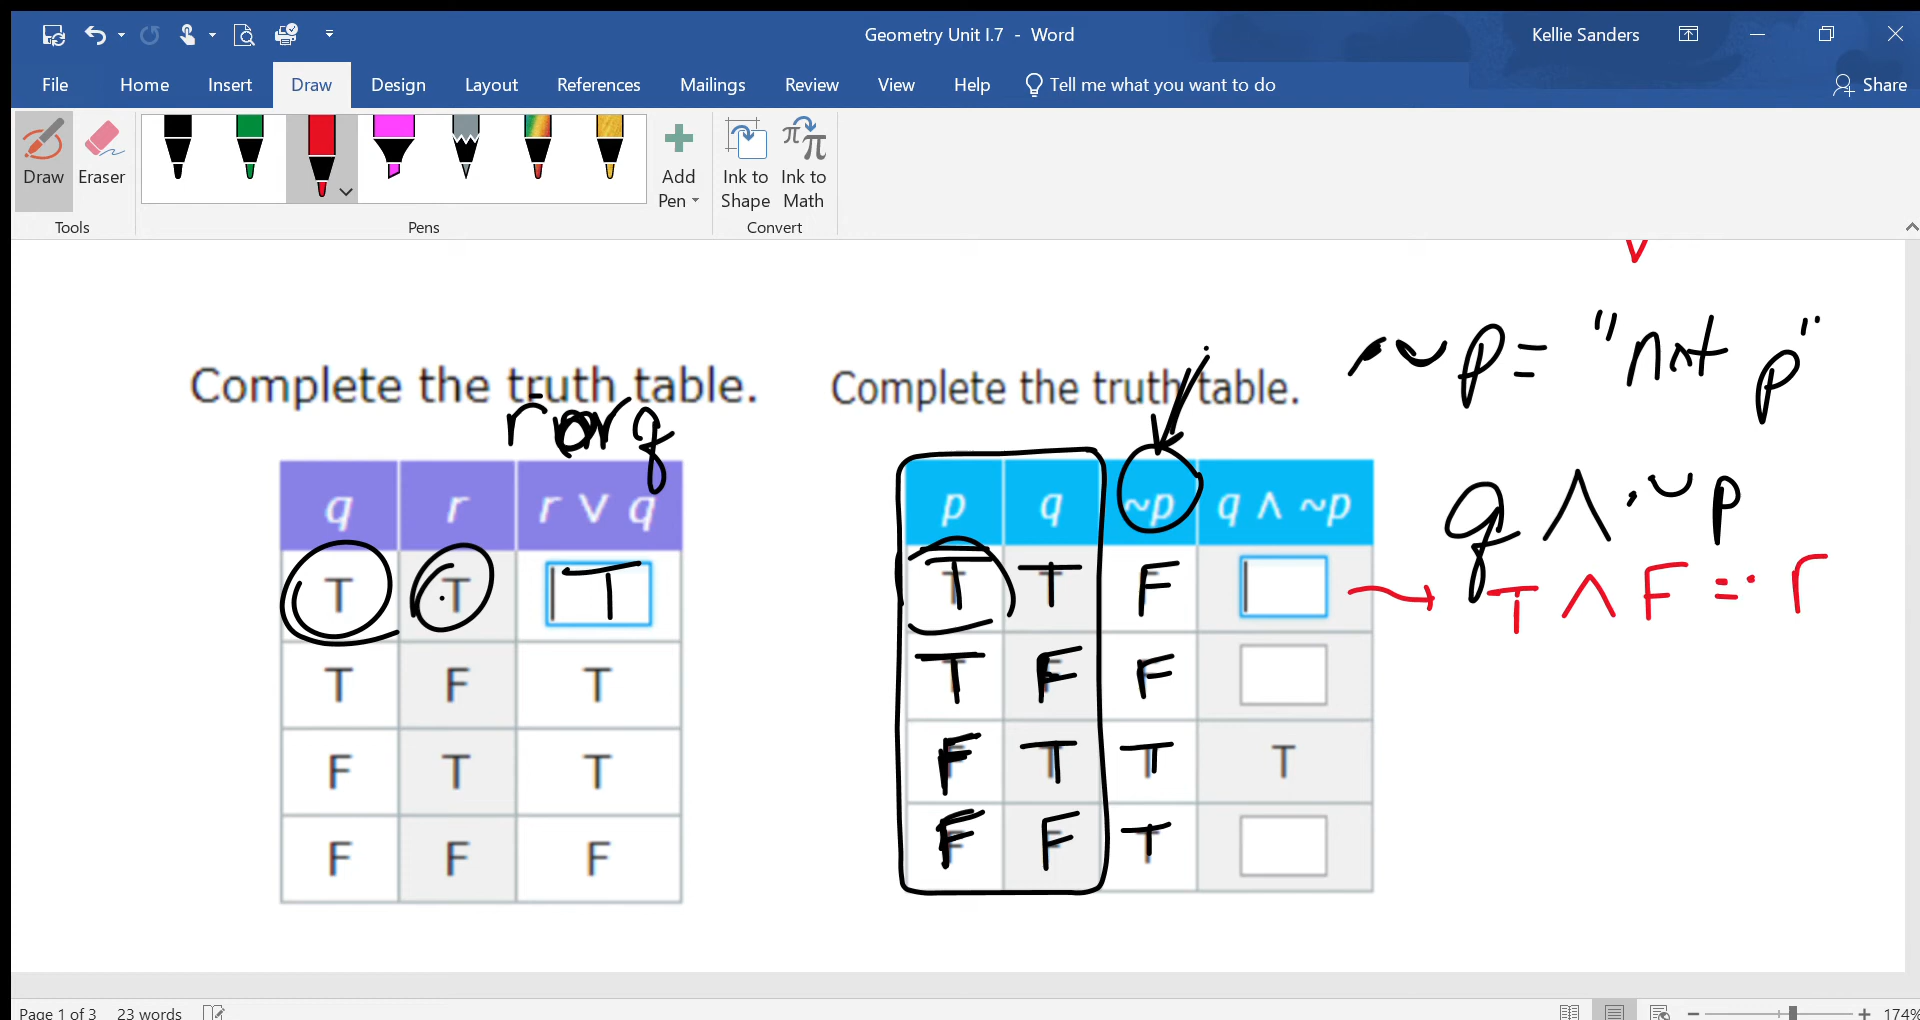 Geometry Unit I.7 - Word
Kellie Sanders
File Home Insert Draw Design Layout References Mailings Review View Help Tell me what you want to do Share
Draw Eraser Add Pen Ink to Shape Ink to Math
Tools Pens Convert
~p = "not p"
Complete the truth table.
r or q
q r r ∨ q
T T T
T F T
F T T
F F F
Complete the truth table.
p q ~p q ∧ ~p
T T F
T F F
F T T T
F F T
q ∧ ~p
T ∧ F =
Page 1 of 3 23 words
174%